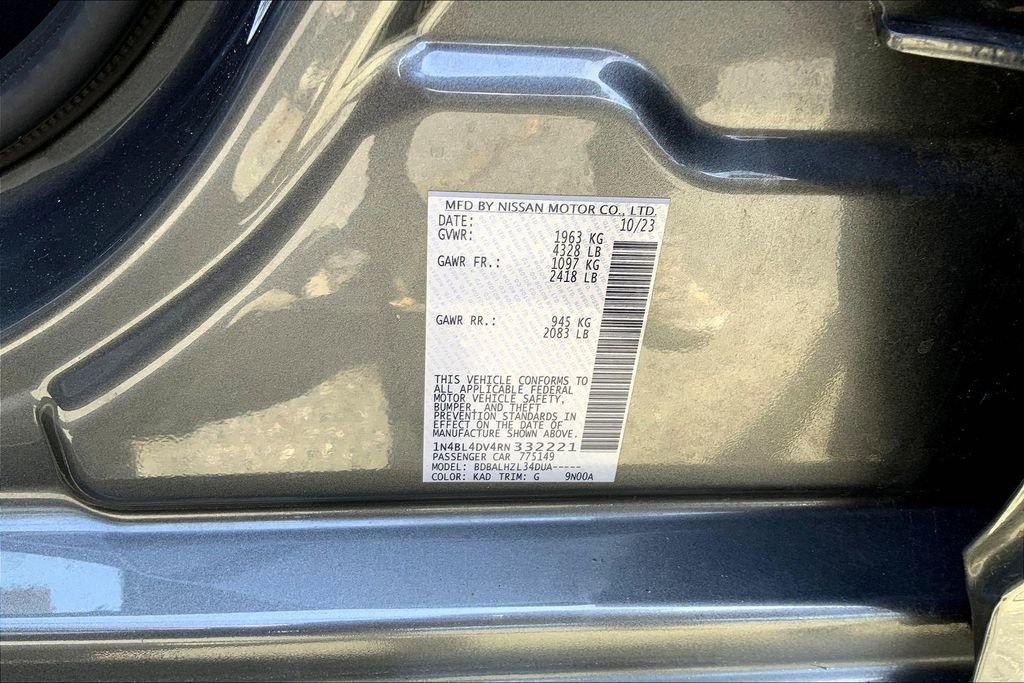 MFD BY NISSAN MOTOR CO., LTD.
DATE: 10/23
GVWR: 1963 KG
4328 LB
GAWR FR.: 1097 KG
2418 LB
GAWR RR.: 945 KG
2083 LB
THIS VEHICLE CONFORMS TO
ALL APPLICABLE FEDERAL
MOTOR VEHICLE SAFETY,
BUMPER, AND THEFT
PREVENTION STANDARDS IN
EFFECT ON THE DATE OF
MANUFACTURE SHOWN ABOVE.
1N4BL4DV4RN332221
PASSENGER CAR 775149
MODEL: BDBALHZL34DUA-----
COLOR: KAD TRIM: G 9N00A